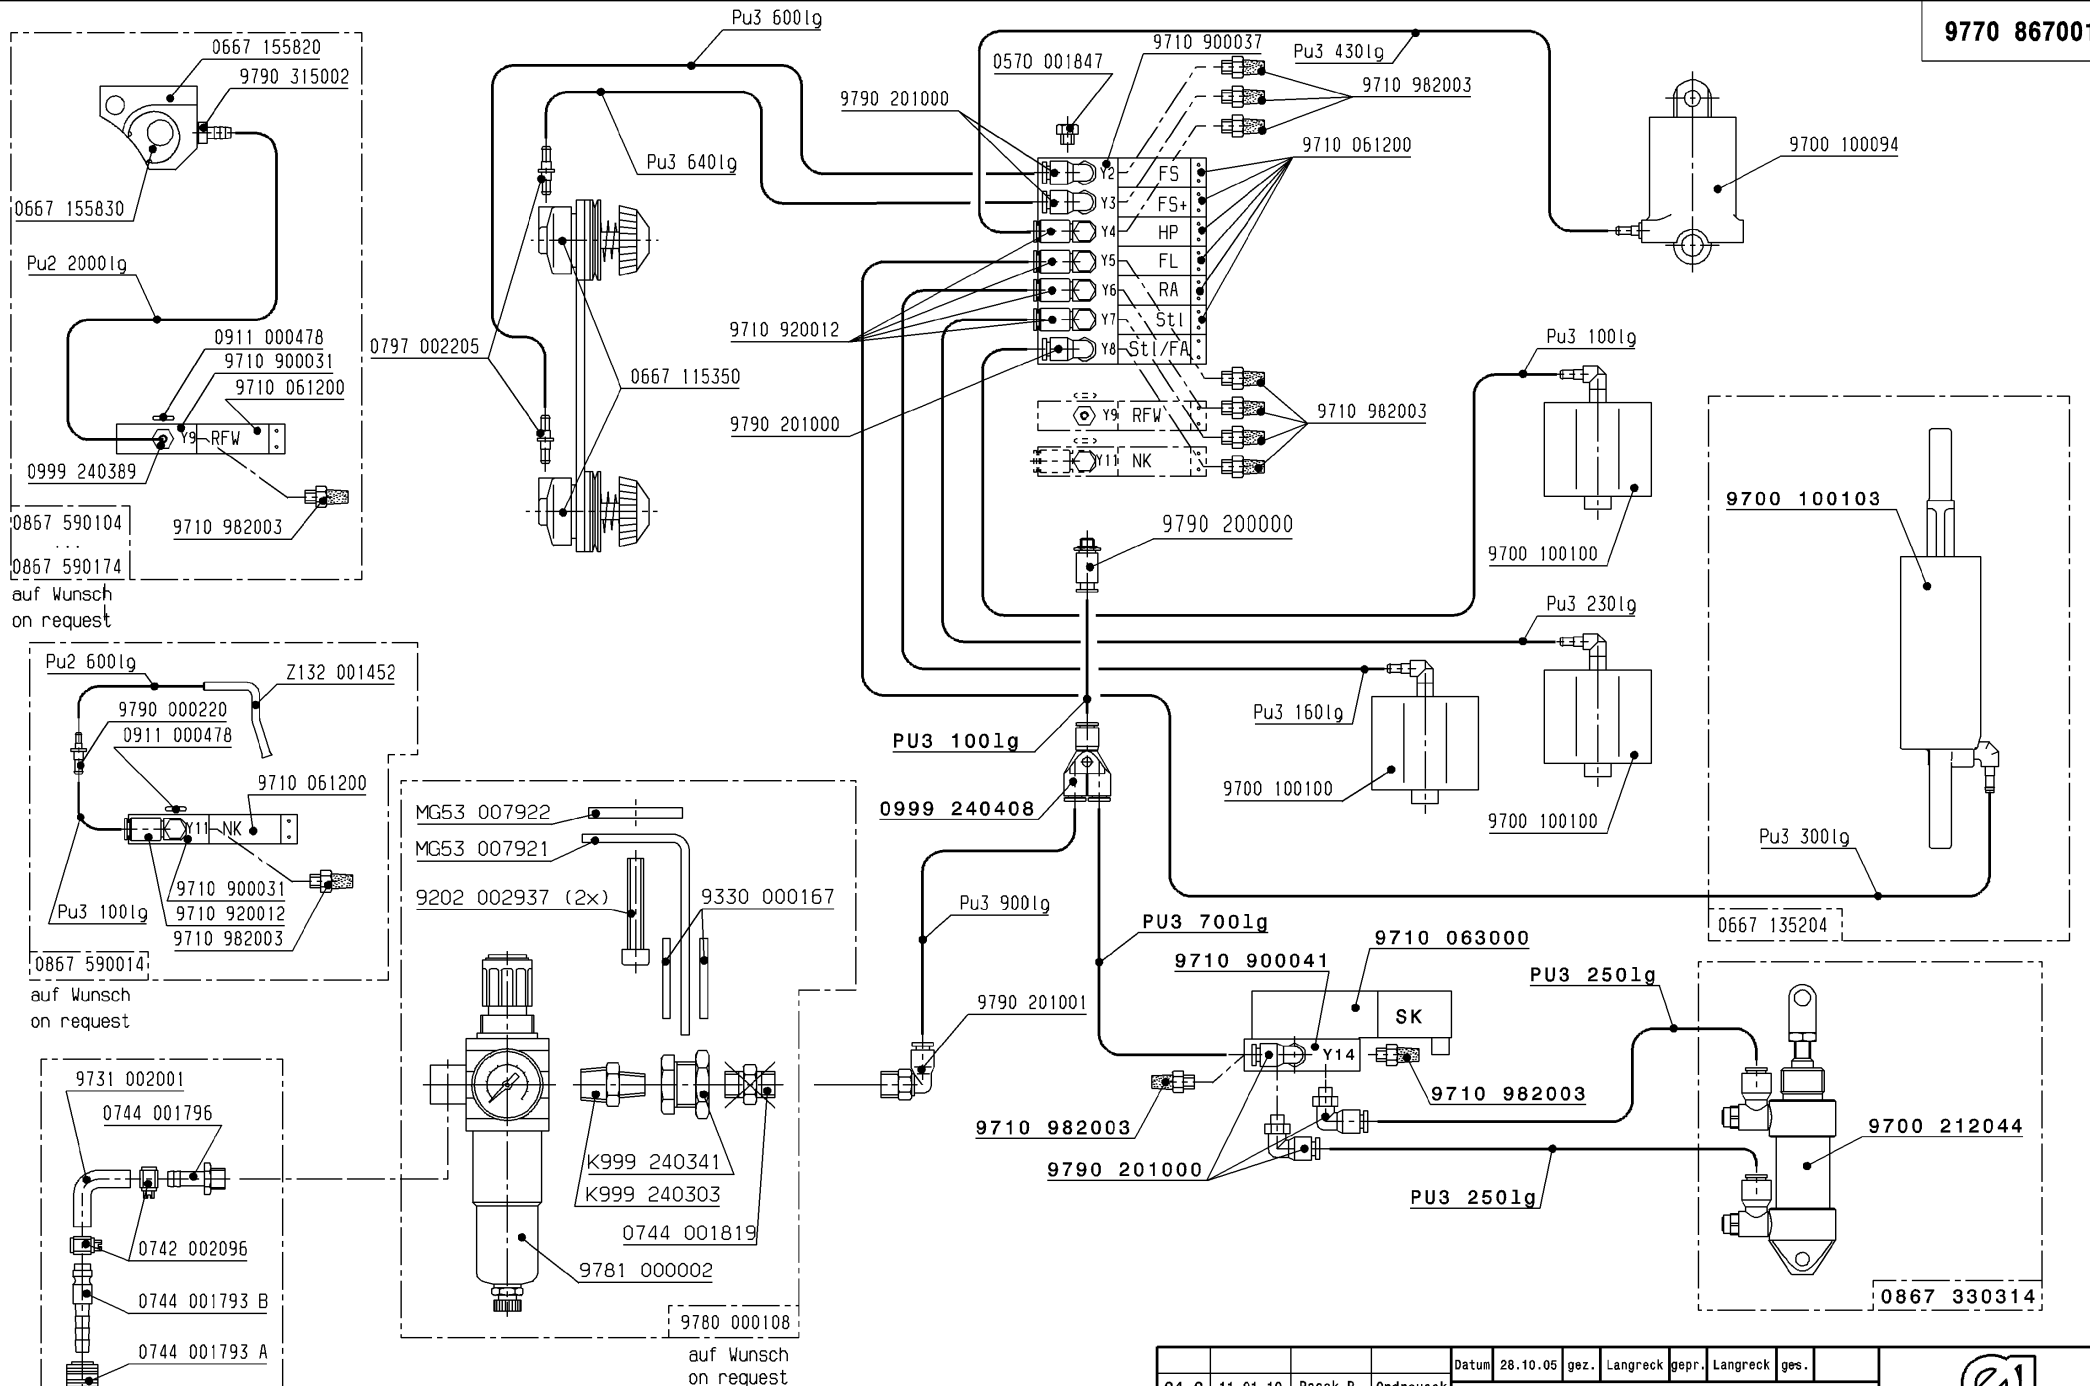 9770 867001
Pu3 600lg
0667 155820
9790 315002
0667 155830
Pu2 2000lg
0911 000478
9710 900031
9710 061200
Y9
RFW
0999 240389
9710 982003
0867 590104
...
0867 590174
auf Wunsch
on request
Pu3 640lg
0797 002205
0667 115350
9790 201000
0570 001847
9710 900037
Pu3 430lg
9710 982003
9710 061200
9700 100094
Y2 FS
Y3 FS+
Y4 HP
Y5 FL
Y6 RA
Y7 Stl
Y8 Stl/FA
Y9 RFW
Y11 NK
9710 920012
9790 201000
9710 982003
Pu3 100lg
9700 100100
9700 100103
9790 200000
Pu3 230lg
Pu3 160lg
9700 100100
9700 100100
Pu3 300lg
0667 135204
PU3 100lg
0999 240408
Pu2 600lg
Z132 001452
9790 000220
0911 000478
9710 061200
Y11
NK
9710 900031
Pu3 100lg
9710 920012
9710 982003
0867 590014
auf Wunsch
on request
MG53 007922
MG53 007921
9202 002937 (2x)
9330 000167
Pu3 900lg
PU3 700lg
9710 063000
9710 900041
PU3 250lg
9790 201001
SK
Y14
9710 982003
9710 982003
9790 201000
PU3 250lg
9700 212044
0867 330314
9731 002001
0744 001796
0742 002096
0744 001793 B
0744 001793 A
K999 240341
K999 240303
0744 001819
9781 000002
9780 000108
auf Wunsch
on request
Datum 28.10.05 gez. Langreck gepr. Langreck ges.